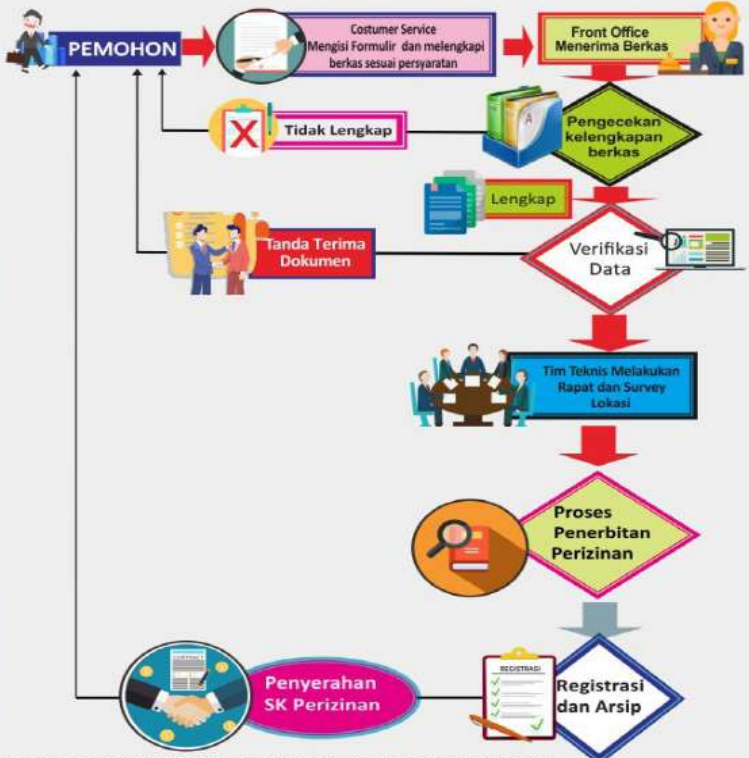 PEMOHON
Costumer Service
Mengisi Formulir dan melengkapi
berkas sesuai persyaratan
Front Office
Menerima Berkas
Tidak Lengkap
A
Pengecekan
kelengkapan
berkas
Lengkap
Tanda Terima
Dokumen
Verifikasi
Data
Tim Teknis Melakukan
Rapat dan Survey
Lokasi
Proses
Penerbitan
Perizinan
CONTRACT
Penyerahan
SK Perizinan
REGISTRASI
Registrasi
dan Arsip